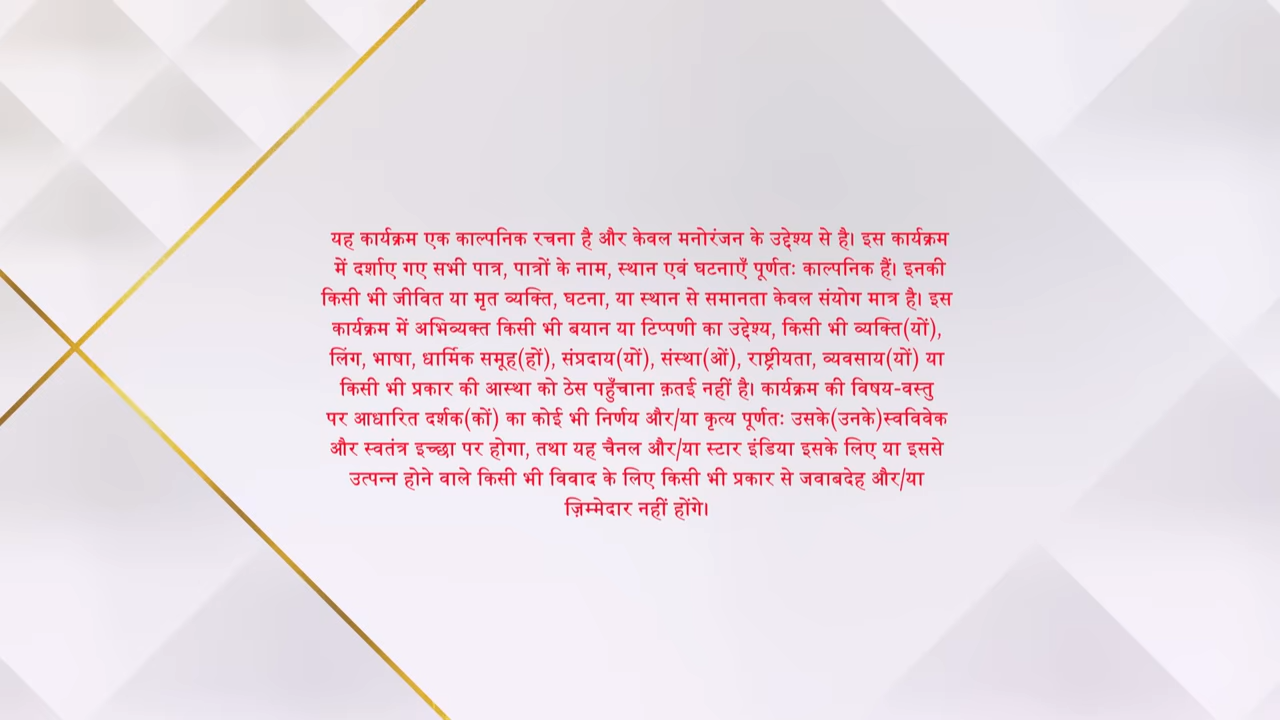 यह कार्यक्रम एक काल्पनिक रचना है और केवल मनोरंजन के उद्देश्य से है। इस कार्यक्रम
में दर्शाए गए सभी पात्र, पात्रों के नाम, स्थान एवं घटनाएँ पूर्णतः काल्पनिक हैं। इनकी
किसी भी जीवित या मृत व्यक्ति, घटना, या स्थान से समानता केवल संयोग मात्र है। इस
कार्यक्रम में अभिव्यक्त किसी भी बयान या टिप्पणी का उद्देश्य, किसी भी व्यक्ति(यों),
लिंग, भाषा, धार्मिक समूह(हों), संप्रदाय(यों), संस्था(ओं), राष्ट्रीयता, व्यवसाय(यों) या
किसी भी प्रकार की आस्था को ठेस पहुँचाना क़तई नहीं है। कार्यक्रम की विषय-वस्तु
पर आधारित दर्शक(कों) का कोई भी निर्णय और/या कृत्य पूर्णतः उसके(उनके)स्वविवेक
और स्वतंत्र इच्छा पर होगा, तथा यह चैनल और/या स्टार इंडिया इसके लिए या इससे
उत्पन्न होने वाले किसी भी विवाद के लिए किसी भी प्रकार से जवाबदेह और/या
ज़िम्मेदार नहीं होंगे।